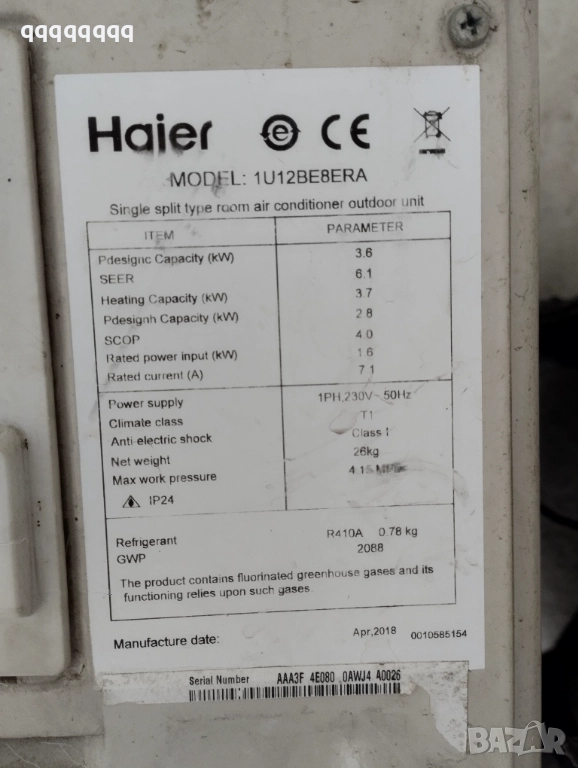 ggggggggg
Haier e CE
MODEL: 1U12BE8ERA
Single split type room air conditioner outdoor unit
ITEM PARAMETER
Pdesignc Capacity (kW) 3.6
SEER 6.1
Heating Capacity (kW) 3.7
Pdesignh Capacity (kW) 2.8
SCOP 4.0
Rated power input (kW) 1.6
Rated current (A) 7.1
Power supply 1PH,230V~50Hz
Climate class T1
Anti-electric shock Class I
Net weight 26kg
Max work pressure 4.15 MPa
IP24
Refrigerant R410A 0.78 kg
GWP 2088
The product contains fluorinated greenhouse gases and its
functioning relies upon such gases.
Manufacture date: Apr,2018 0010585154
Serial Number AAA3F 4E080 0AWJ4 A0026
BAZAR